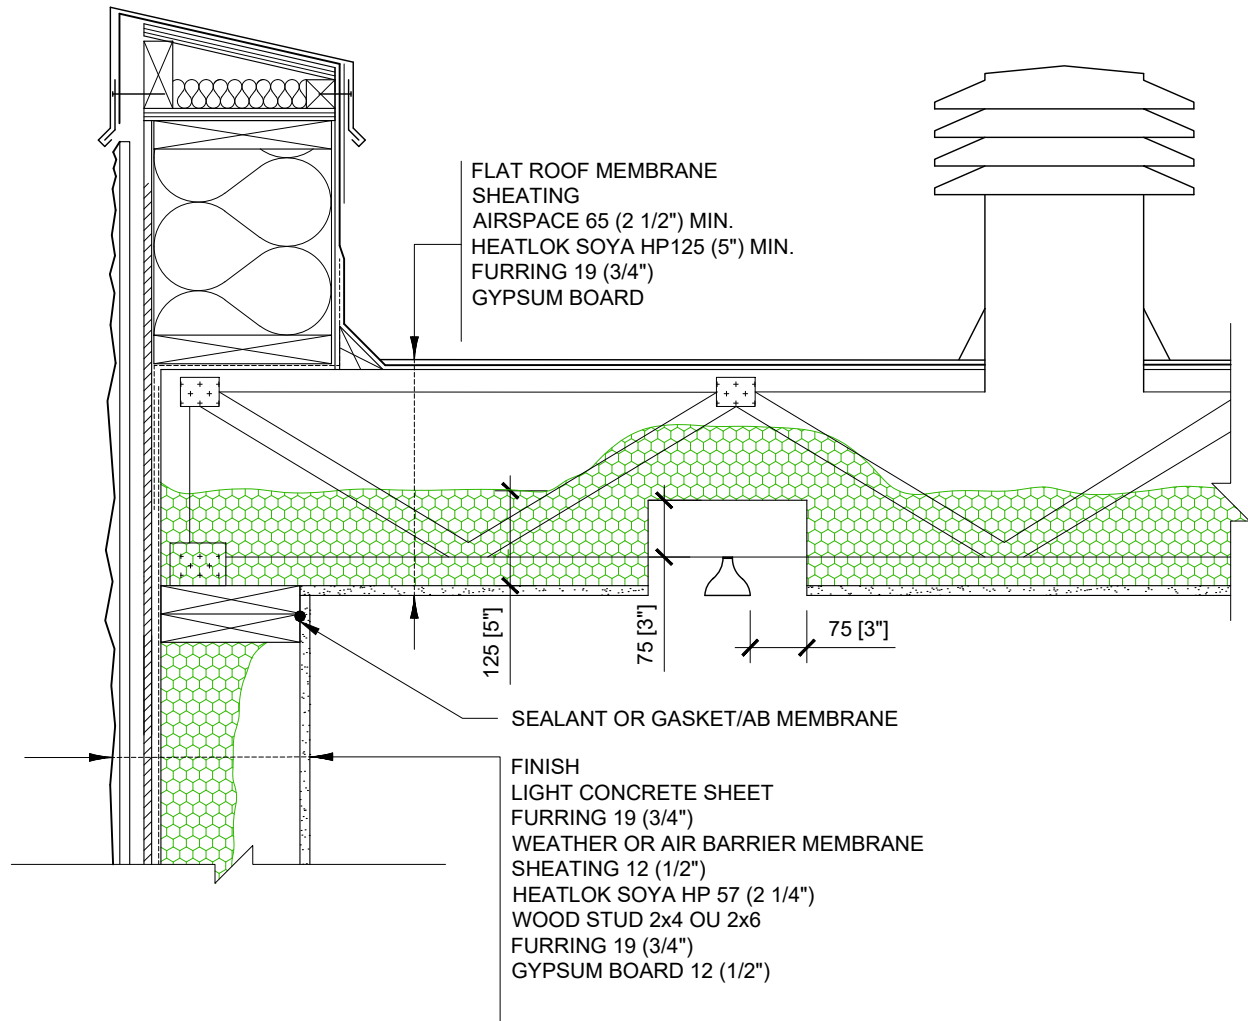 FLAT ROOF MEMBRANE
SHEATING
AIRSPACE 65 (2 1/2") MIN.
HEATLOK SOYA HP125 (5") MIN.
FURRING 19 (3/4")
GYPSUM BOARD
125 [5"]
75 [3"]
75 [3"]
SEALANT OR GASKET/AB MEMBRANE
FINISH
LIGHT CONCRETE SHEET
FURRING 19 (3/4")
WEATHER OR AIR BARRIER MEMBRANE
SHEATING 12 (1/2")
HEATLOK SOYA HP 57 (2 1/4")
WOOD STUD 2x4 OU 2x6
FURRING 19 (3/4")
GYPSUM BOARD 12 (1/2")